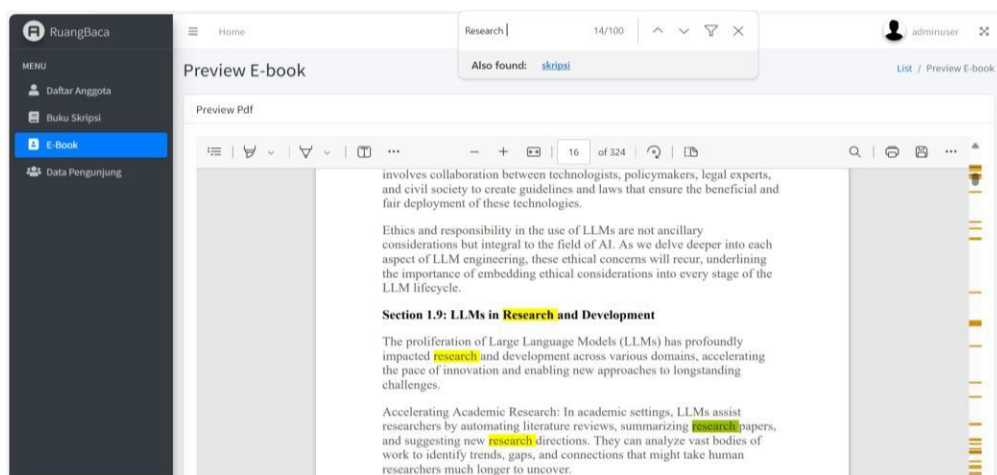 RuangBaca
Home
Research
14/100
adminuser
Also found: skripsi
MENU
Daftar Anggota
Buku Skripsi
E-Book
Data Pengunjung
Preview E-book
List / Preview E-book
Preview Pdf
16 of 324
involves collaboration between technologists, policymakers, legal experts,
and civil society to create guidelines and laws that ensure the beneficial and
fair deployment of these technologies.
Ethics and responsibility in the use of LLMs are not ancillary
considerations but integral to the field of AI. As we delve deeper into each
aspect of LLM engineering, these ethical concerns will recur, underlining
the importance of embedding ethical considerations into every stage of the
LLM lifecycle.
Section 1.9: LLMs in Research and Development
The proliferation of Large Language Models (LLMs) has profoundly
impacted research and development across various domains, accelerating
the pace of innovation and enabling new approaches to longstanding
challenges.
Accelerating Academic Research: In academic settings, LLMs assist
researchers by automating literature reviews, summarizing research papers,
and suggesting new research directions. They can analyze vast bodies of
work to identify trends, gaps, and connections that might take human
researchers much longer to uncover.